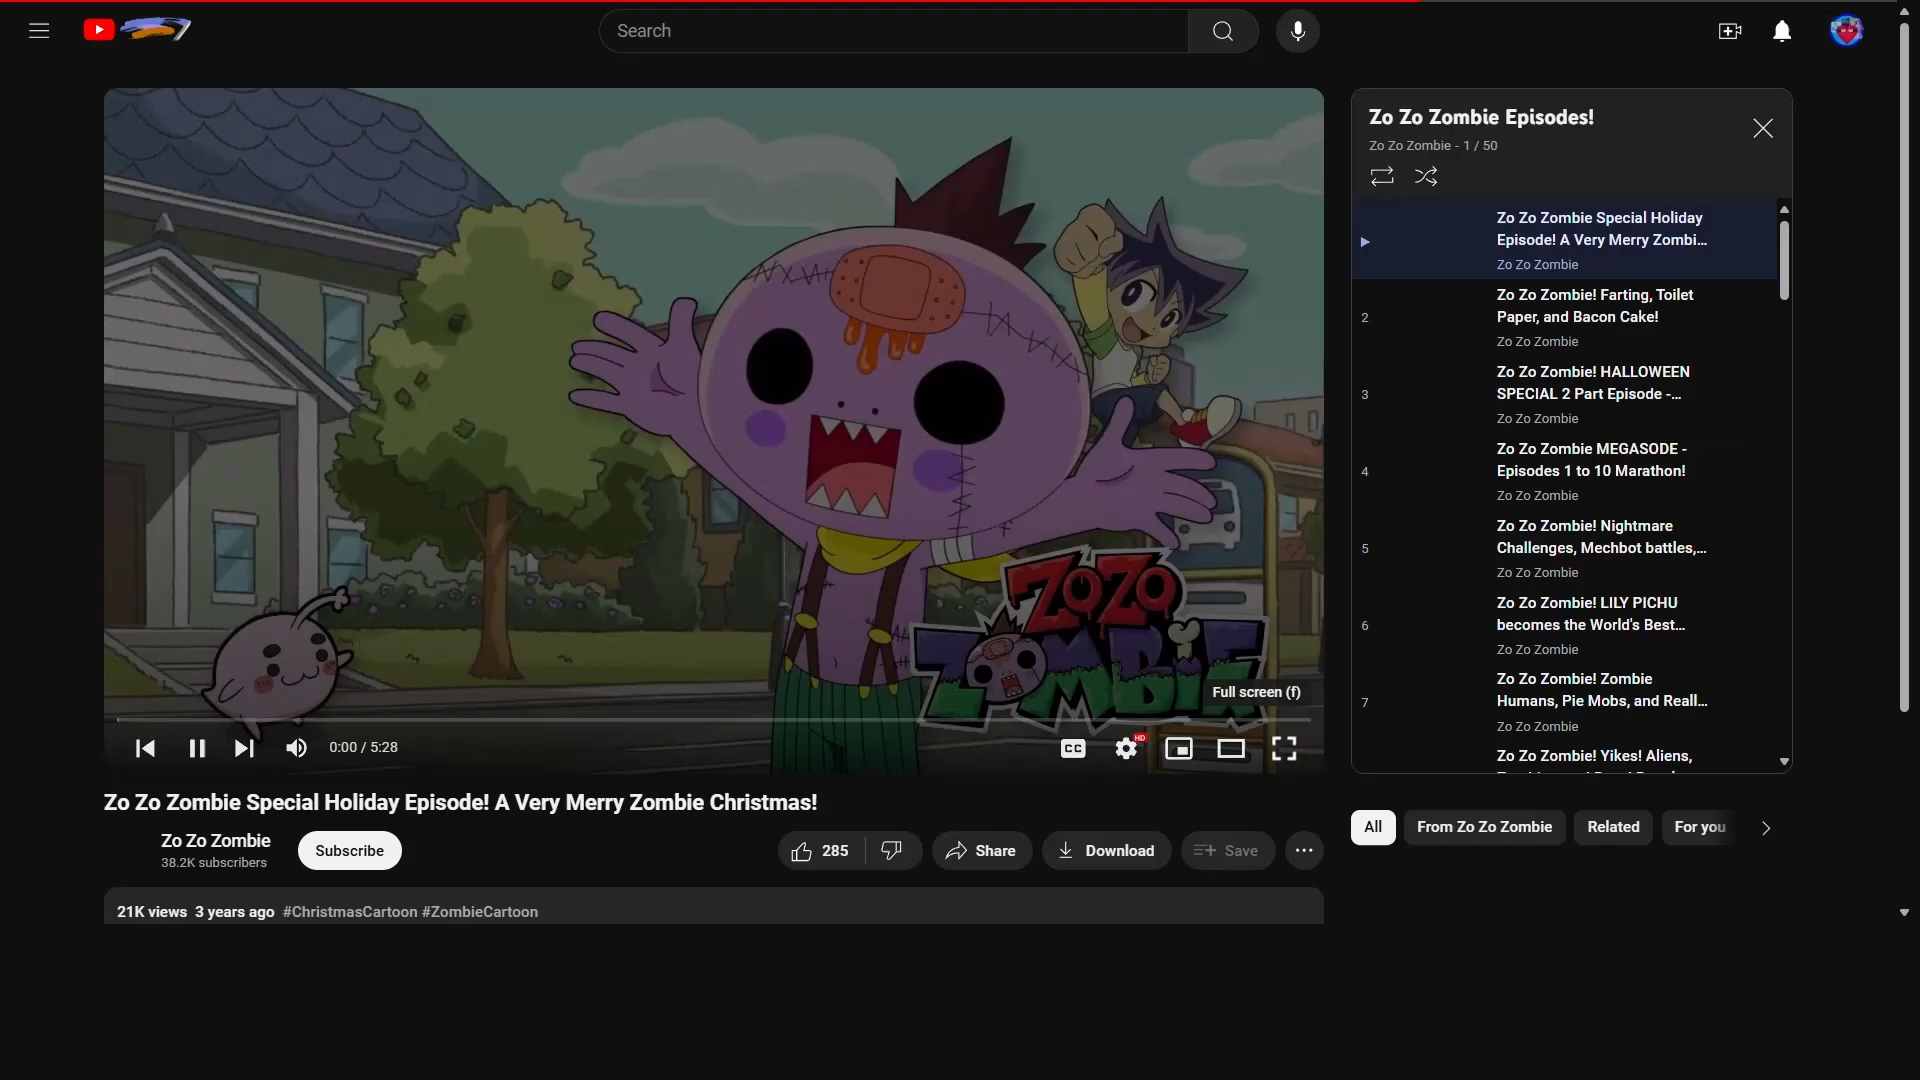 Search
Zo Zo Zombie Episodes!
Zo Zo Zombie - 1 / 50
Zo Zo Zombie Special Holiday
Episode! A Very Merry Zombi...
Zo Zo Zombie
2
Zo Zo Zombie! Farting, Toilet
Paper, and Bacon Cake!
Zo Zo Zombie
3
Zo Zo Zombie! HALLOWEEN
SPECIAL 2 Part Episode -...
Zo Zo Zombie
4
Zo Zo Zombie MEGASODE -
Episodes 1 to 10 Marathon!
Zo Zo Zombie
5
Zo Zo Zombie! Nightmare
Challenges, Mechbot battles,...
Zo Zo Zombie
6
Zo Zo Zombie! LILY PICHU
becomes the World's Best...
Zo Zo Zombie
7
Zo Zo Zombie! Zombie
Humans, Pie Mobs, and Reall...
Zo Zo Zombie
Zo Zo Zombie! Yikes! Aliens,
ZOZO
ZOMBIE
Full screen (f)
0:00 / 5:28
CC
HD
Zo Zo Zombie Special Holiday Episode! A Very Merry Zombie Christmas!
Zo Zo Zombie
38.2K subscribers
Subscribe
285
Share
Download
Save
21K views 3 years ago #ChristmasCartoon #ZombieCartoon
All
From Zo Zo Zombie
Related
For you